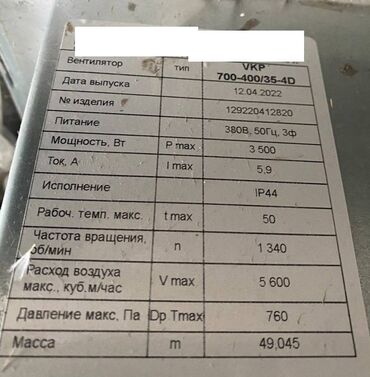 Вентилятор тип VKP
700-400/35-4D
Дата выпуска 12.04.2022
№ изделия 129220412820
Питание 380В, 50Гц, 3ф
Мощность, Вт P max 3 500
Ток, А I max 5,9
Исполнение IP44
Рабоч. темп. макс. t max 50
Частота вращения,
об/мин n 1 340
Расход воздуха
макс., куб.м/час V max 5 600
Давление макс, Па Dp Tmax 760
Масса m 49,045